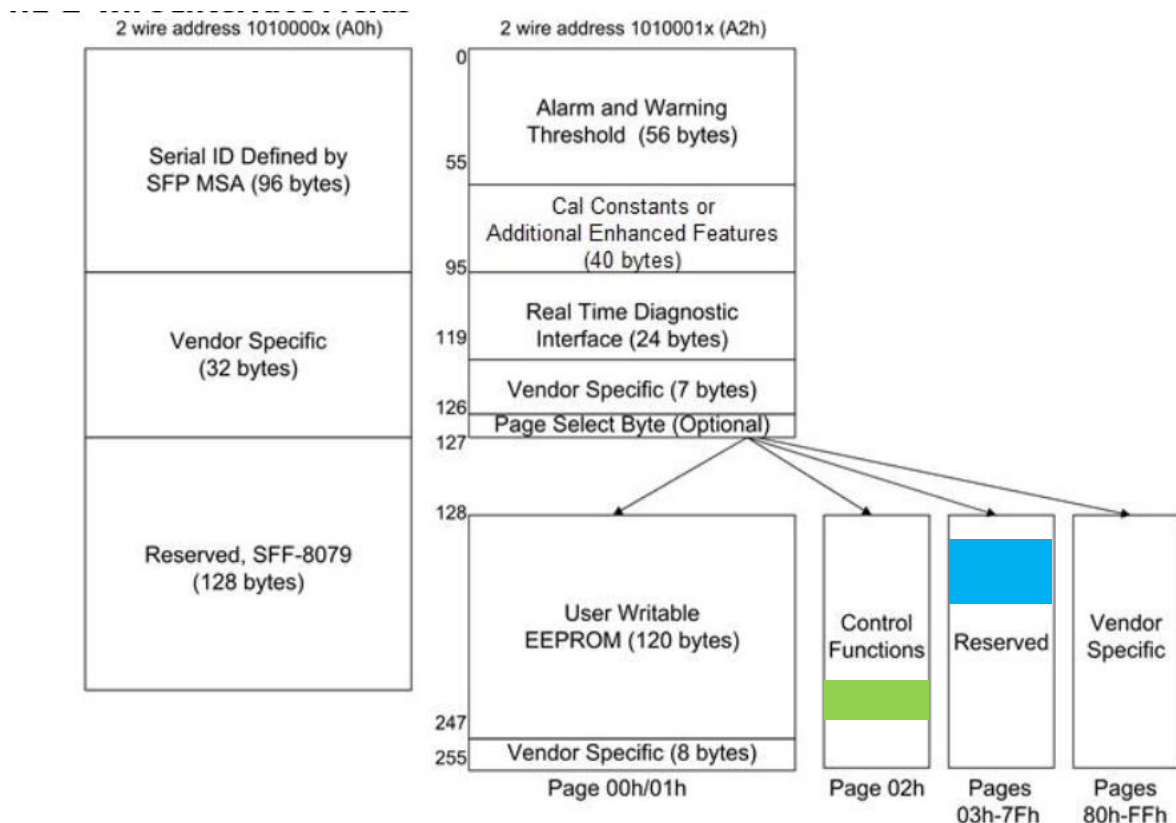 2 wire address 1010000x (A0h)
Serial ID Defined by
SFP MSA (96 bytes)
Vendor Specific
(32 bytes)
Reserved, SFF-8079
(128 bytes)
2 wire address 1010001x (A2h)
0
Alarm and Warning
Threshold (56 bytes)
55
Cal Constants or
Additional Enhanced Features
(40 bytes)
95
Real Time Diagnostic
Interface (24 bytes)
119
Vendor Specific (7 bytes)
126
Page Select Byte (Optional)
127
128
User Writable
EEPROM (120 bytes)
247
Vendor Specific (8 bytes)
255
Page 00h/01h
Control
Functions
Page 02h
Reserved
Pages
03h-7Fh
Vendor
Specific
Pages
80h-FFh